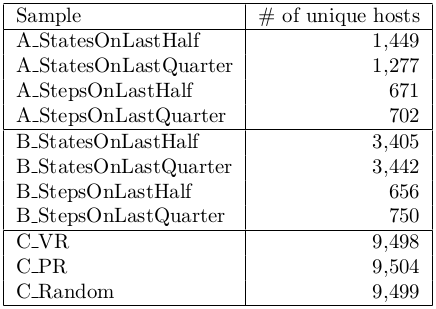 Sample # of unique hosts
A_StatesOnLastHalf 1,449
A_StatesOnLastQuarter 1,277
A_StepsOnLastHalf 671
A_StepsOnLastQuarter 702
B_StatesOnLastHalf 3,405
B_StatesOnLastQuarter 3,442
B_StepsOnLastHalf 656
B_StepsOnLastQuarter 750
C_VR 9,498
C_PR 9,504
C_Random 9,499